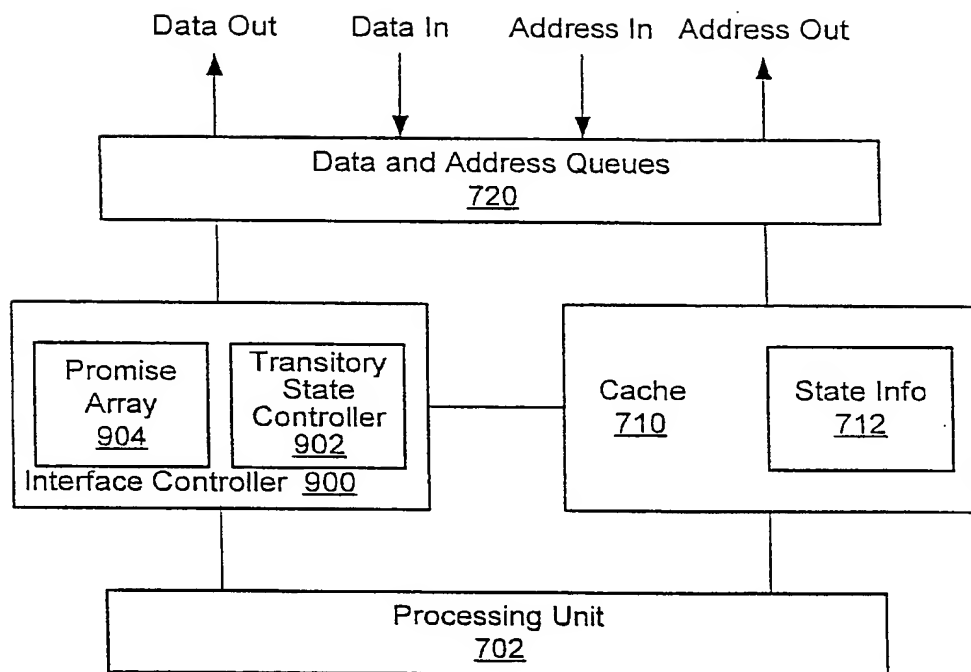 Data Out Data In Address In Address Out
Data and Address Queues
720
Promise
Array
904
Transitory
State
Controller
902
Interface Controller 900
Cache
710
State Info
712
Processing Unit
702